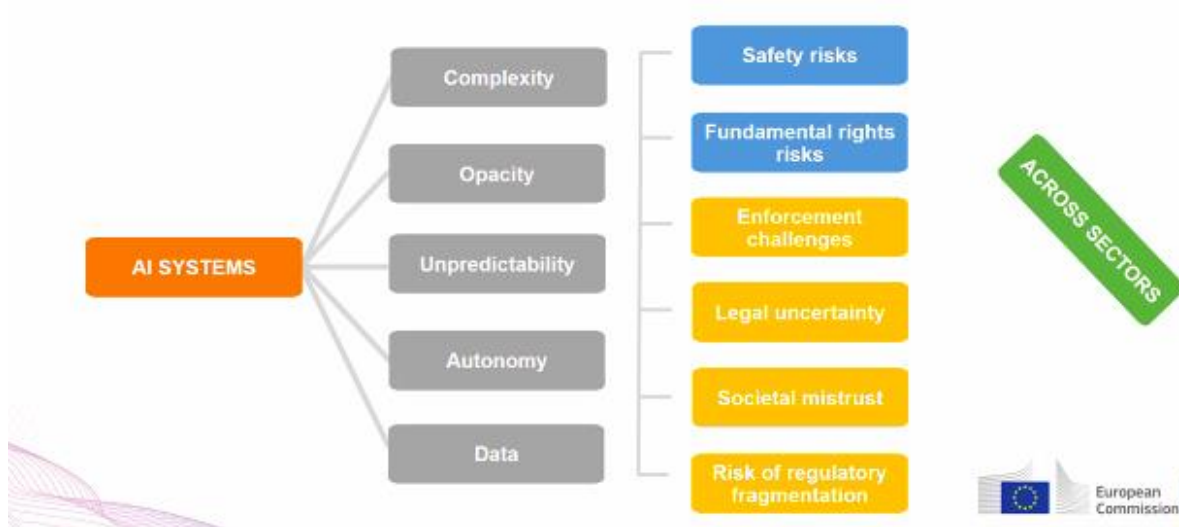 AI SYSTEMS
Complexity
Opacity
Unpredictability
Autonomy
Data
Safety risks
Fundamental rights
risks
Enforcement
challenges
Legal uncertainty
Societal mistrust
Risk of regulatory
fragmentation
ACROSS SECTORS
European
Commission